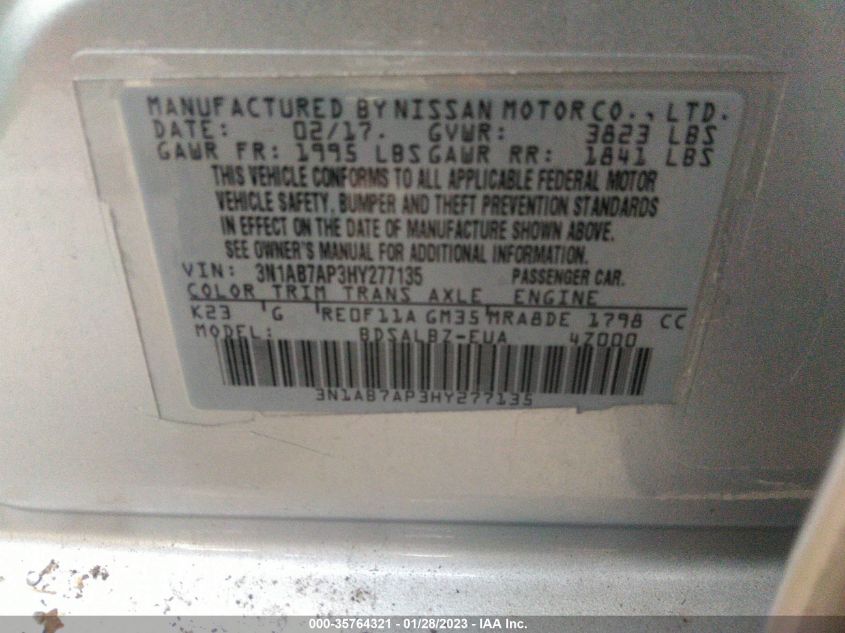 MANUFACTURED BY NISSAN MOTOR CO., LTD.
DATE: 02/17. GVWR: 3823 LBS
GAWR FR: 1995 LBS GAWR RR: 1841 LBS
THIS VEHICLE CONFORMS TO ALL APPLICABLE FEDERAL MOTOR
VEHICLE SAFETY, BUMPER AND THEFT PREVENTION STANDARDS
IN EFFECT ON THE DATE OF MANUFACTURE SHOWN ABOVE.
SEE OWNER'S MANUAL FOR ADDITIONAL INFORMATION.
VIN: 3N1AB7AP3HY277135 PASSENGER CAR.
COLOR TRIM TRANS AXLE ENGINE
K23 G RE0F11A GM35 MRA8DE 1798 CC
MODEL: BDSALBZ-EUA 4Z000
3N1AB7AP3HY277135
000-35764321 - 01/28/2023 - IAA Inc.